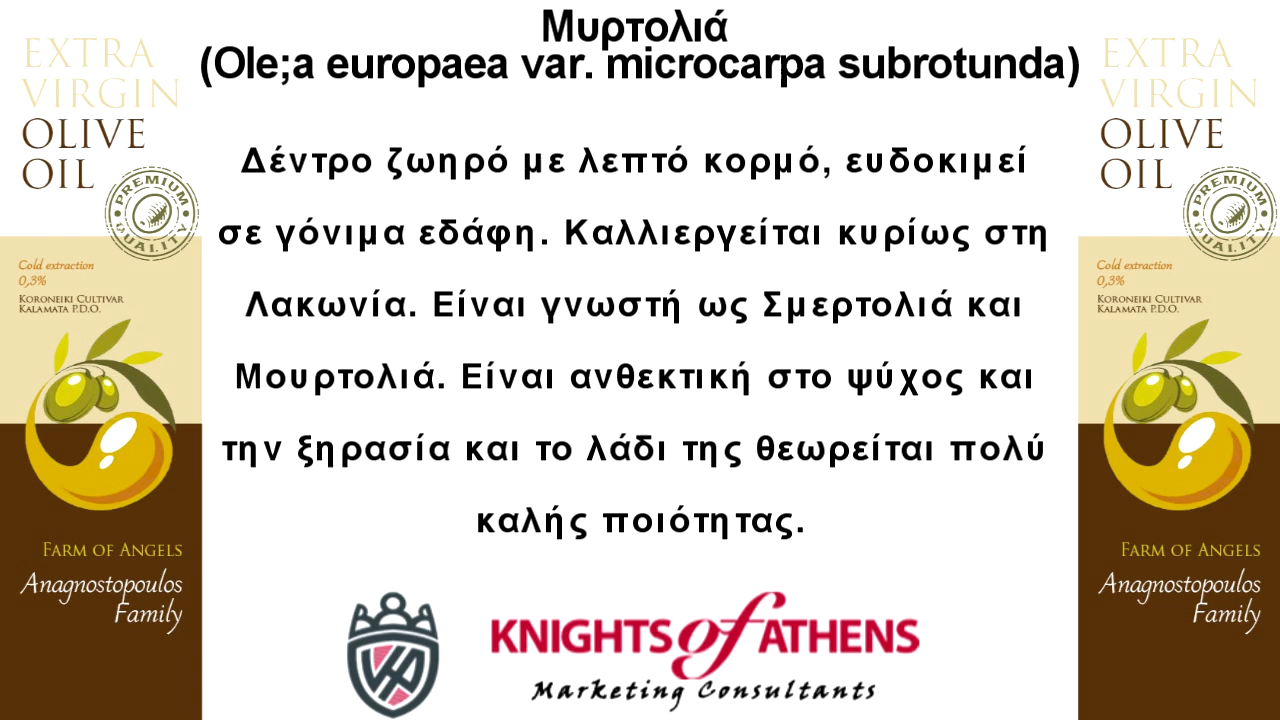 Μυρτολιά
(Ole;a europaea var. microcarpa subrotunda)
EXTRA
VIRGIN
OLIVE
OIL
PREMIUM
QUALITY
Cold extraction
0,3%
KORONEIKI CULTIVAR
KALAMATA P.D.O.
FARM OF ANGELS
Anagnostopoulos
Family
Δέντρο ζωηρό με λεπτό κορμό, ευδοκιμεί
σε γόνιμα εδάφη. Καλλιεργείται κυρίως στη
Λακωνία. Είναι γνωστή ως Σμερτολιά και
Μουρτολιά. Είναι ανθεκτική στο ψύχος και
την ξηρασία και το λάδι της θεωρείται πολύ
καλής ποιότητας.
KNIGHTS of ATHENS
Marketing Consultants
EXTRA
VIRGIN
OLIVE
OIL
PREMIUM
QUALITY
Cold extraction
0,3%
KORONEIKI CULTIVAR
KALAMATA P.D.O.
FARM OF ANGELS
Anagnostopoulos
Family